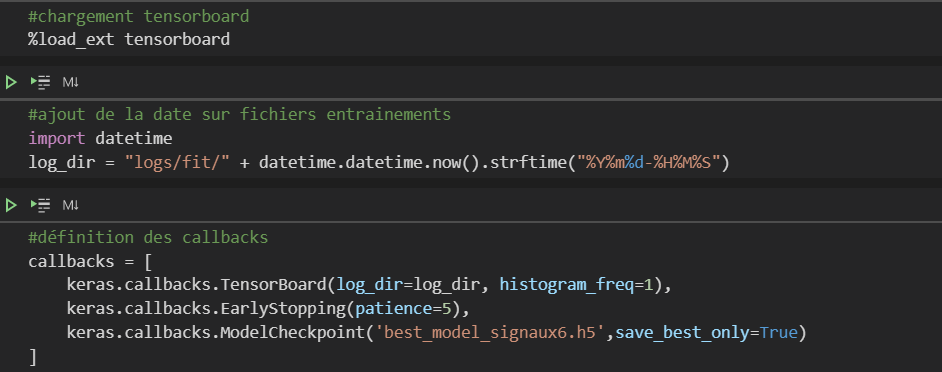 #chargement tensorboard
%load_ext tensorboard
M↓
#ajout de la date sur fichiers entrainements
import datetime
log_dir = "logs/fit/" + datetime.datetime.now().strftime("%Y%m%d-%H%M%S")
M↓
#définition des callbacks
callbacks = [
    keras.callbacks.TensorBoard(log_dir=log_dir, histogram_freq=1),
    keras.callbacks.EarlyStopping(patience=5),
    keras.callbacks.ModelCheckpoint('best_model_signaux6.h5',save_best_only=True)
]